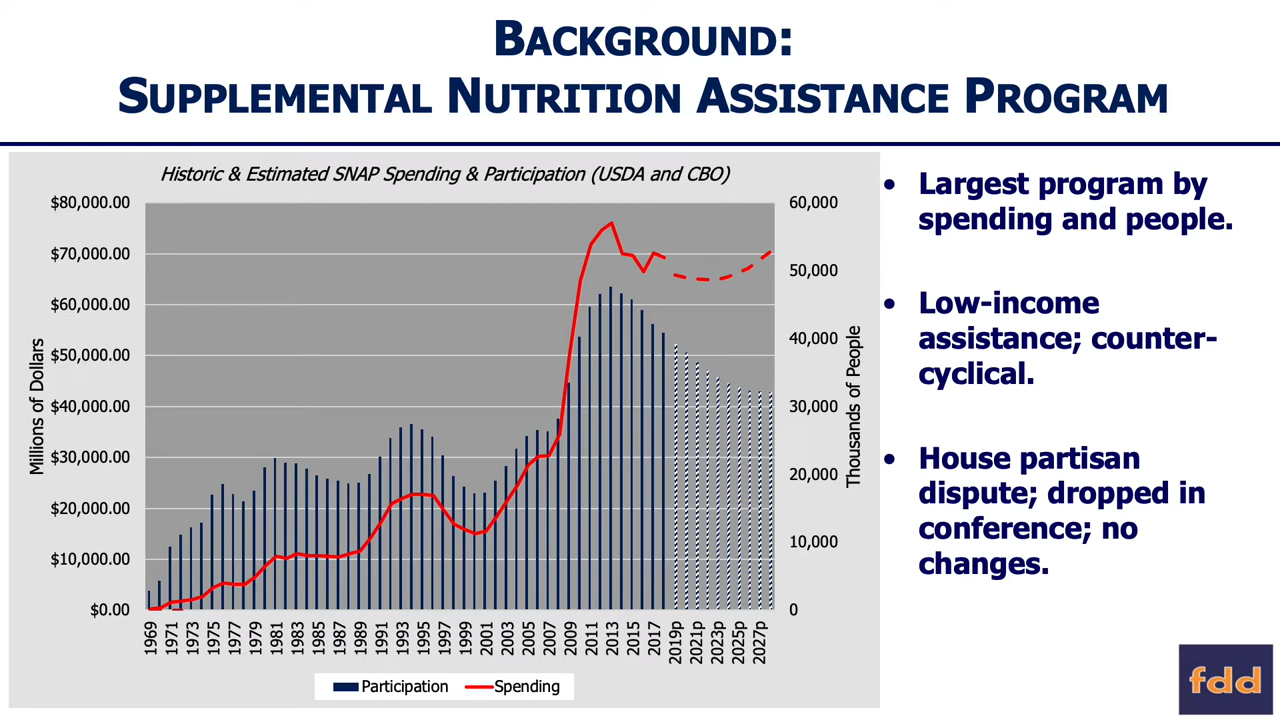 BACKGROUND:
SUPPLEMENTAL NUTRITION ASSISTANCE PROGRAM
Historic & Estimated SNAP Spending & Participation (USDA and CBO)
$80,000.00
$70,000.00
$60,000.00
$50,000.00
$40,000.00
$30,000.00
$20,000.00
$10,000.00
$0.00
Millions of Dollars
60,000
50,000
40,000
30,000
20,000
10,000
0
Thousands of People
1969
1971
1973
1975
1977
1979
1981
1983
1985
1987
1989
1991
1993
1995
1997
1999
2001
2003
2005
2007
2009
2011
2013
2015
2017
2019p
2021p
2023p
2025p
2027p
Participation
Spending
• Largest program by
spending and people.
• Low-income
assistance; counter-
cyclical.
• House partisan
dispute; dropped in
conference; no
changes.
fdd